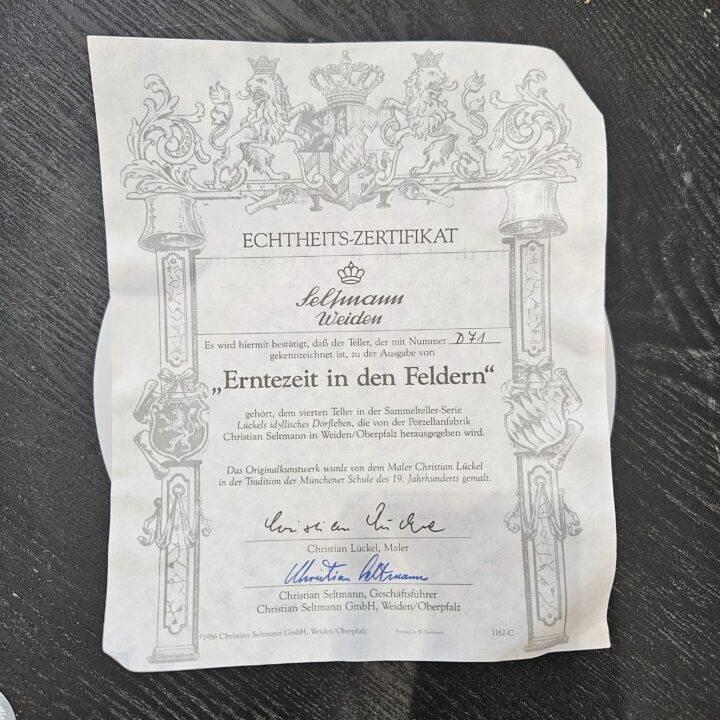 ECHTHEITS-ZERTIFIKAT
Seltmann
Weiden
Es wird hiermit bestätigt, daß der Teller, der mit Nummer D71
gekennzeichnet ist, zu der Ausgabe von
„Erntezeit in den Feldern“
gehört, dem vierten Teller in der Sammelteller-Serie
Lückels idyllisches Dorfleben, die von der Porzellanfabrik
Christian Seltmann in Weiden/Oberpfalz herausgegeben wird.
Das Originalkunstwerk wurde von dem Maler Christian Lückel
in der Tradition der Münchener Schule des 19. Jahrhunderts gemalt.
Christian Lückel
Christian Lückel, Maler
Christian Seltmann
Christian Seltmann, Geschäftsführer
Christian Seltmann GmbH, Weiden/Oberpfalz
©1986 Christian Seltmann GmbH, Weiden/Oberpfalz Printed in W. Germany 1162-C